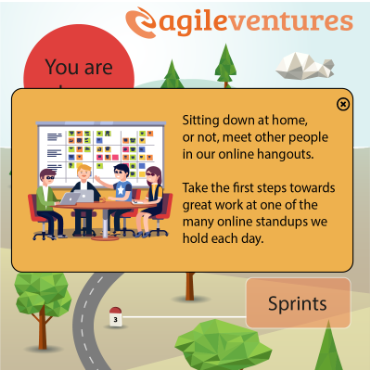 agileventures
You are
Sitting down at home,
or not, meet other people
in our online hangouts.
Take the first steps towards
great work at one of the
many online standups we
hold each day.
Sprints
3